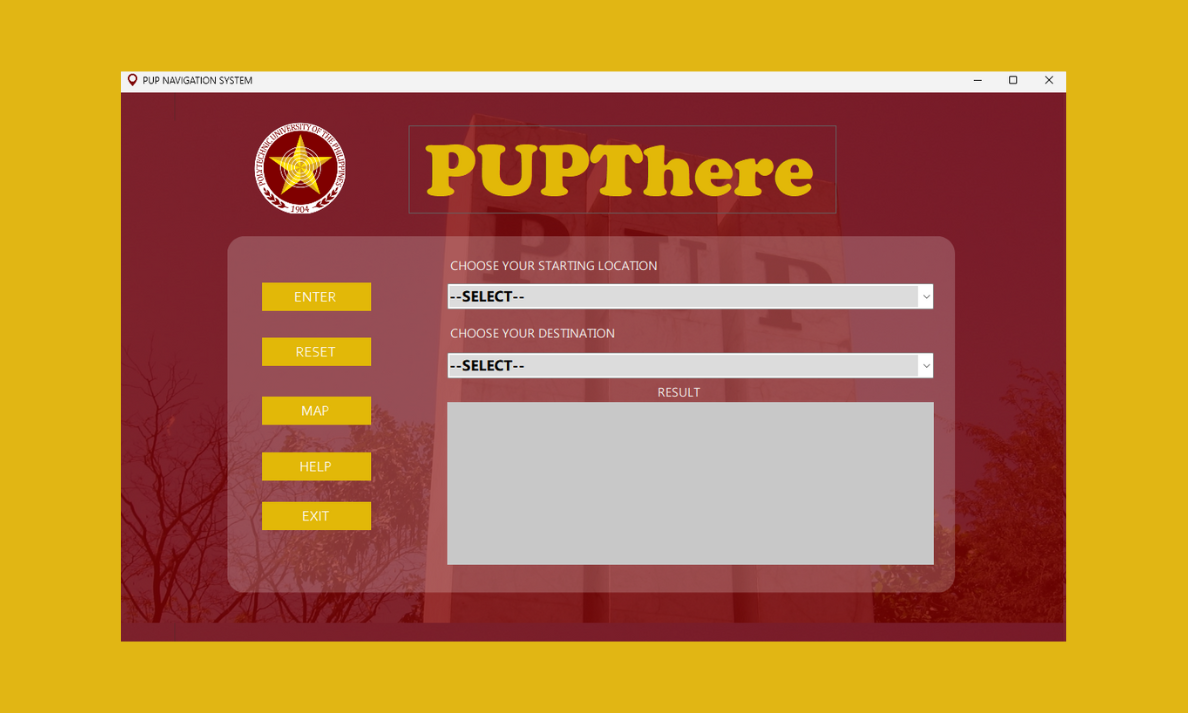 PUP NAVIGATION SYSTEM
POLYTECHNIC UNIVERSITY OF THE PHILIPPINES
1904
PUPThere
PUP
CHOOSE YOUR STARTING LOCATION
ENTER
--SELECT--
CHOOSE YOUR DESTINATION
RESET
--SELECT--
RESULT
MAP
HELP
EXIT